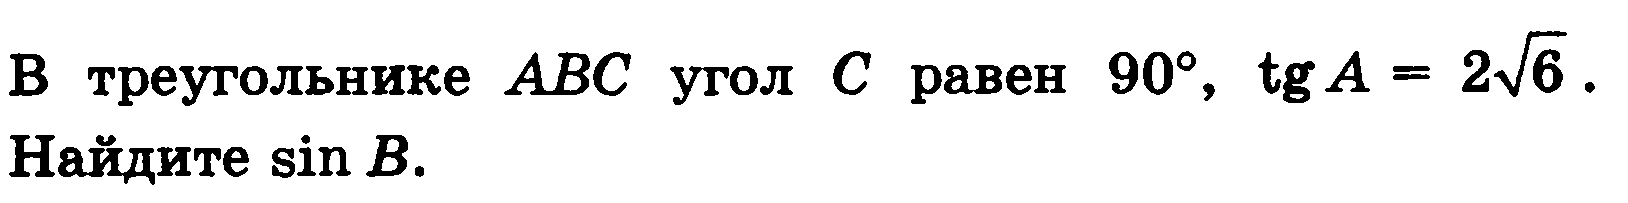 В треугольнике ABC угол C равен 90°, tg A = 2√6.
Найдите sin B.